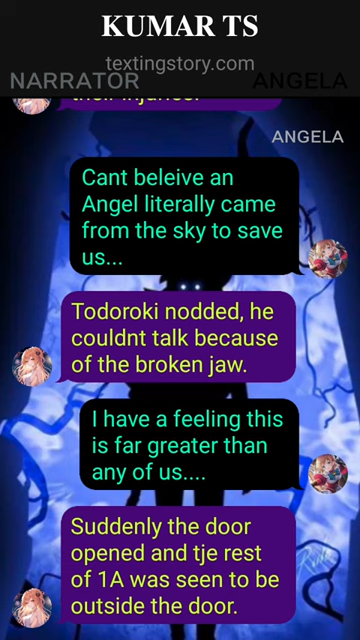 KUMAR TS
textingstory.com
NARRATOR
ANGELA
ANGELA
Cant beleive an
Angel literally came
from the sky to save
us...
Todoroki nodded, he
couldnt talk because
of the broken jaw.
I have a feeling this
is far greater than
any of us....
Suddenly the door
opened and tje rest
of 1A was seen to be
outside the door.